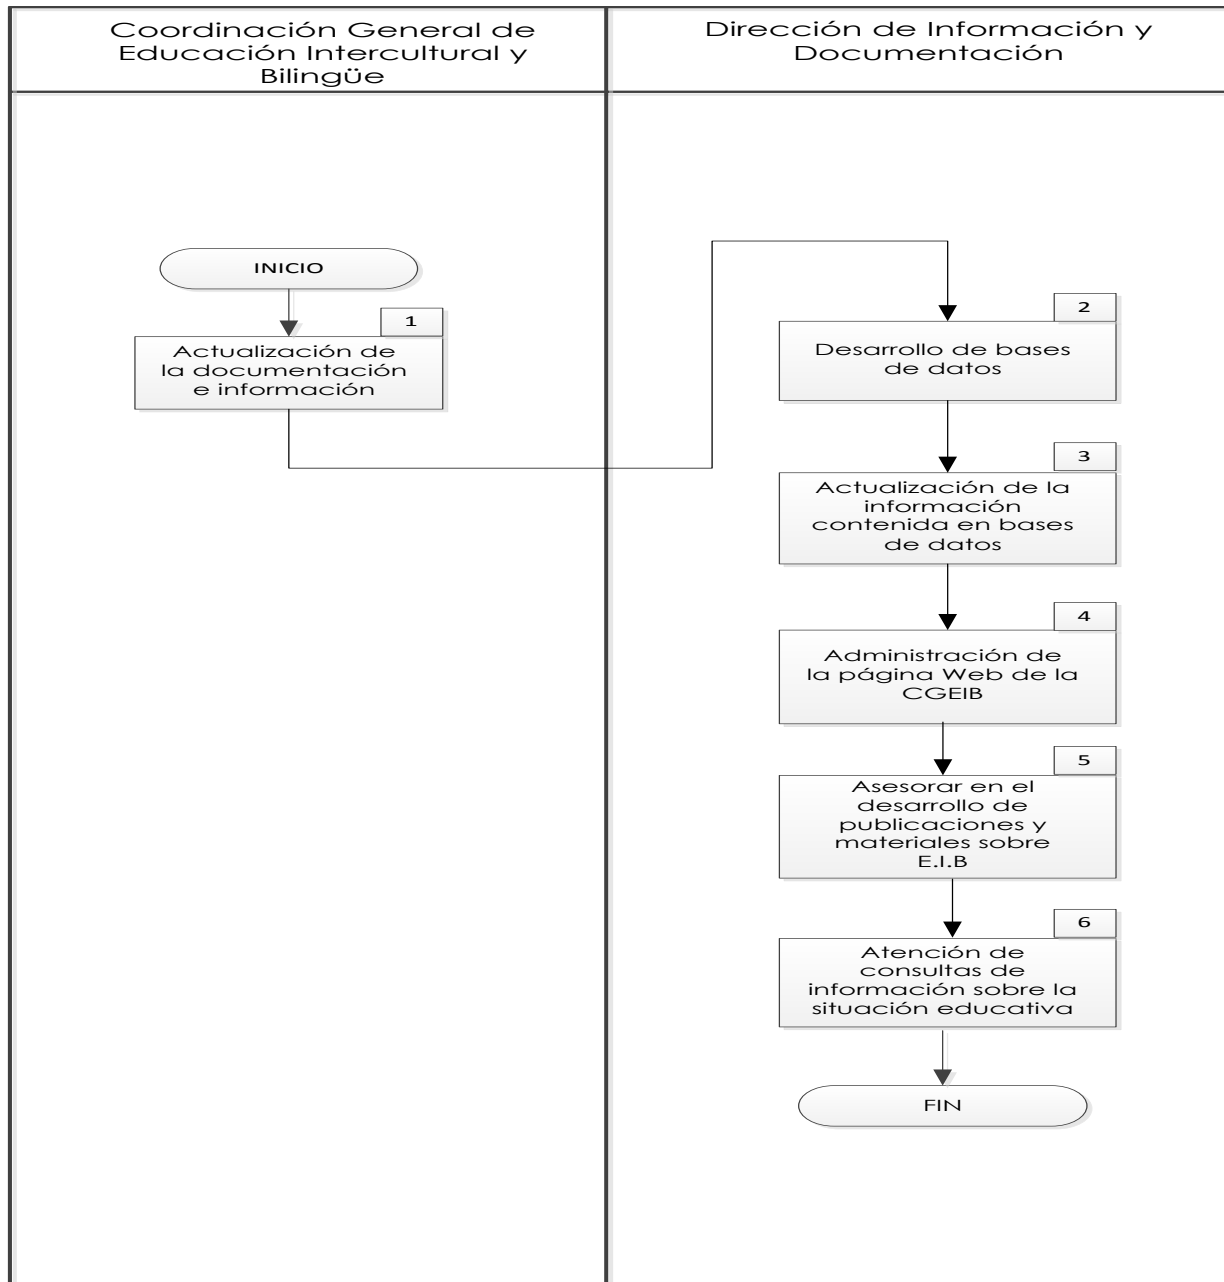 Coordinación General de
Educación Intercultural y
Bilingüe
Dirección de Información y
Documentación
INICIO
1
Actualización de
la documentación
e información
2
Desarrollo de bases
de datos
3
Actualización de la
información
contenida en bases
de datos
4
Administración de
la página Web de la
CGEIB
5
Asesorar en el
desarrollo de
publicaciones y
materiales sobre
E.I.B
6
Atención de
consultas de
información sobre la
situación educativa
FIN